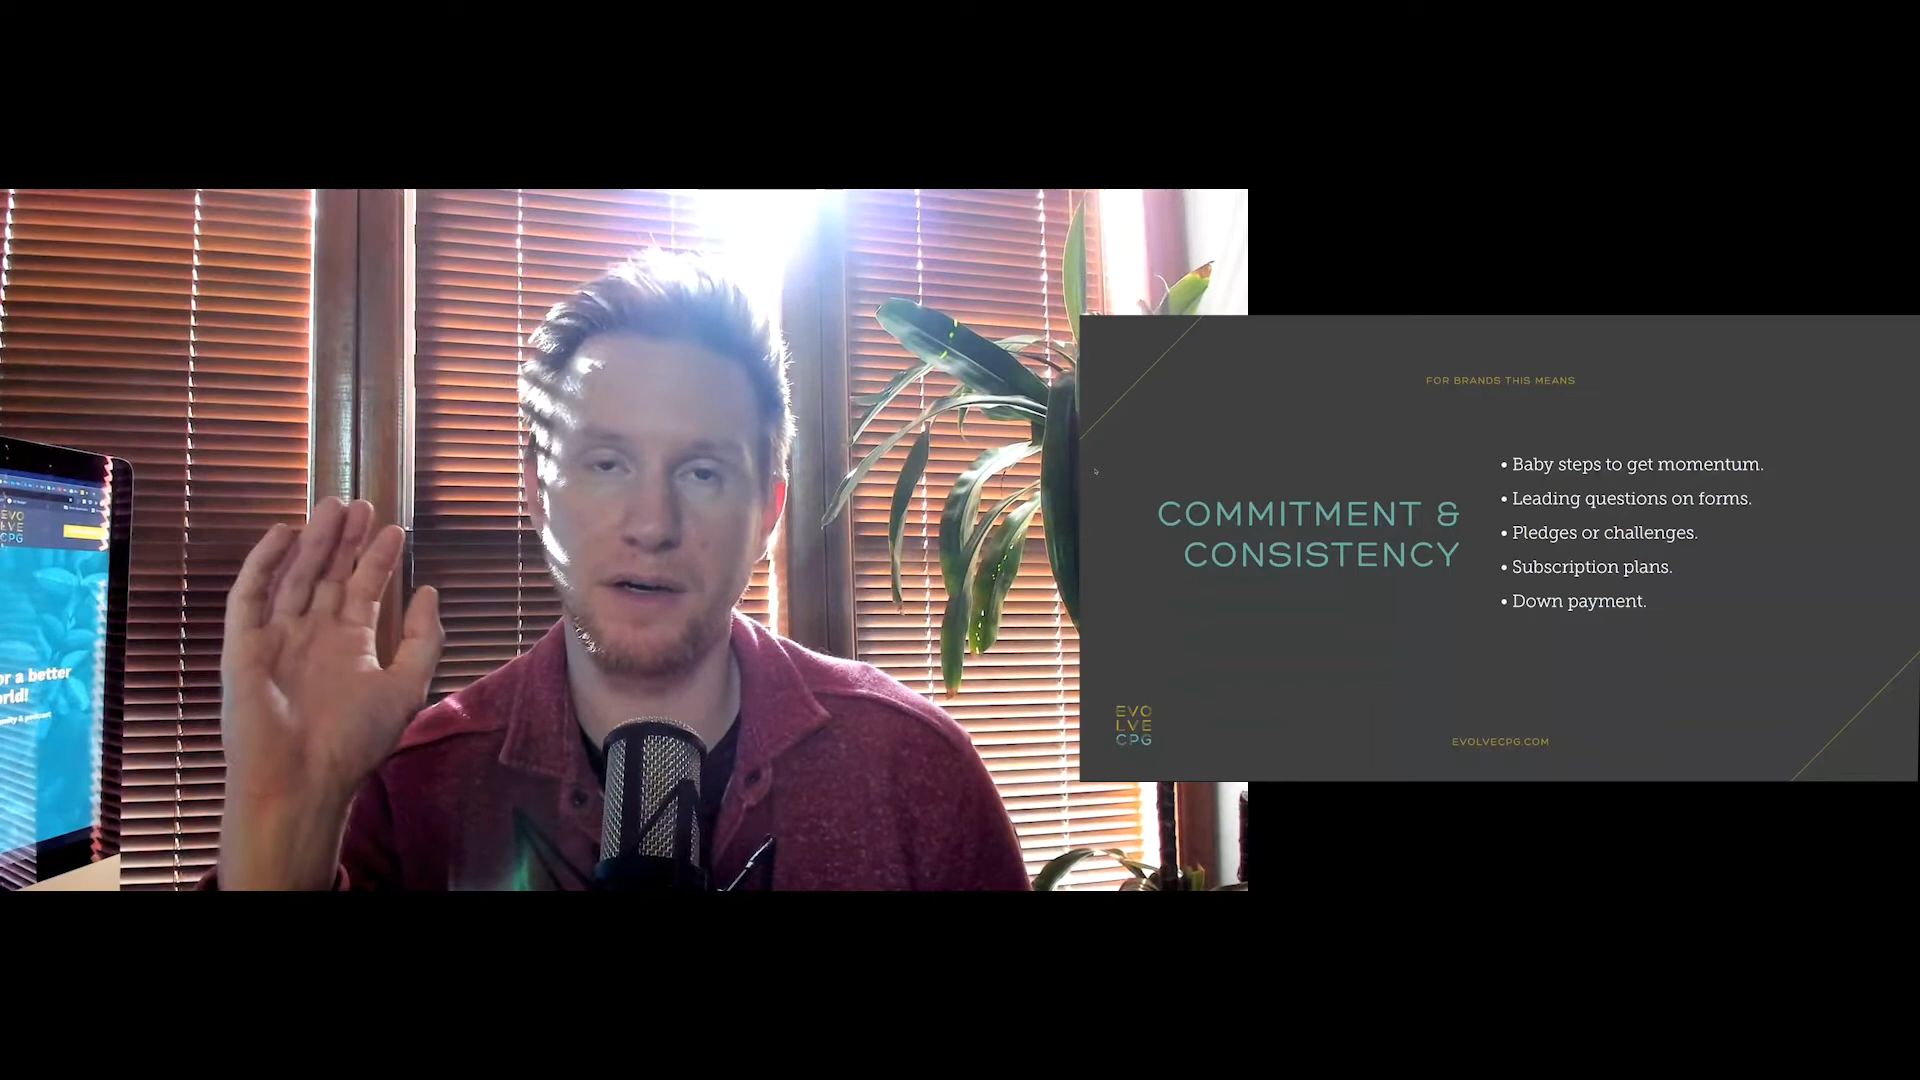 EVO
LVE
CPG
or a better
rld!
FOR BRANDS THIS MEANS
COMMITMENT &
CONSISTENCY
• Baby steps to get momentum.
• Leading questions on forms.
• Pledges or challenges.
• Subscription plans.
• Down payment.
EVO
LVE
CPG
EVOLVECPG.COM